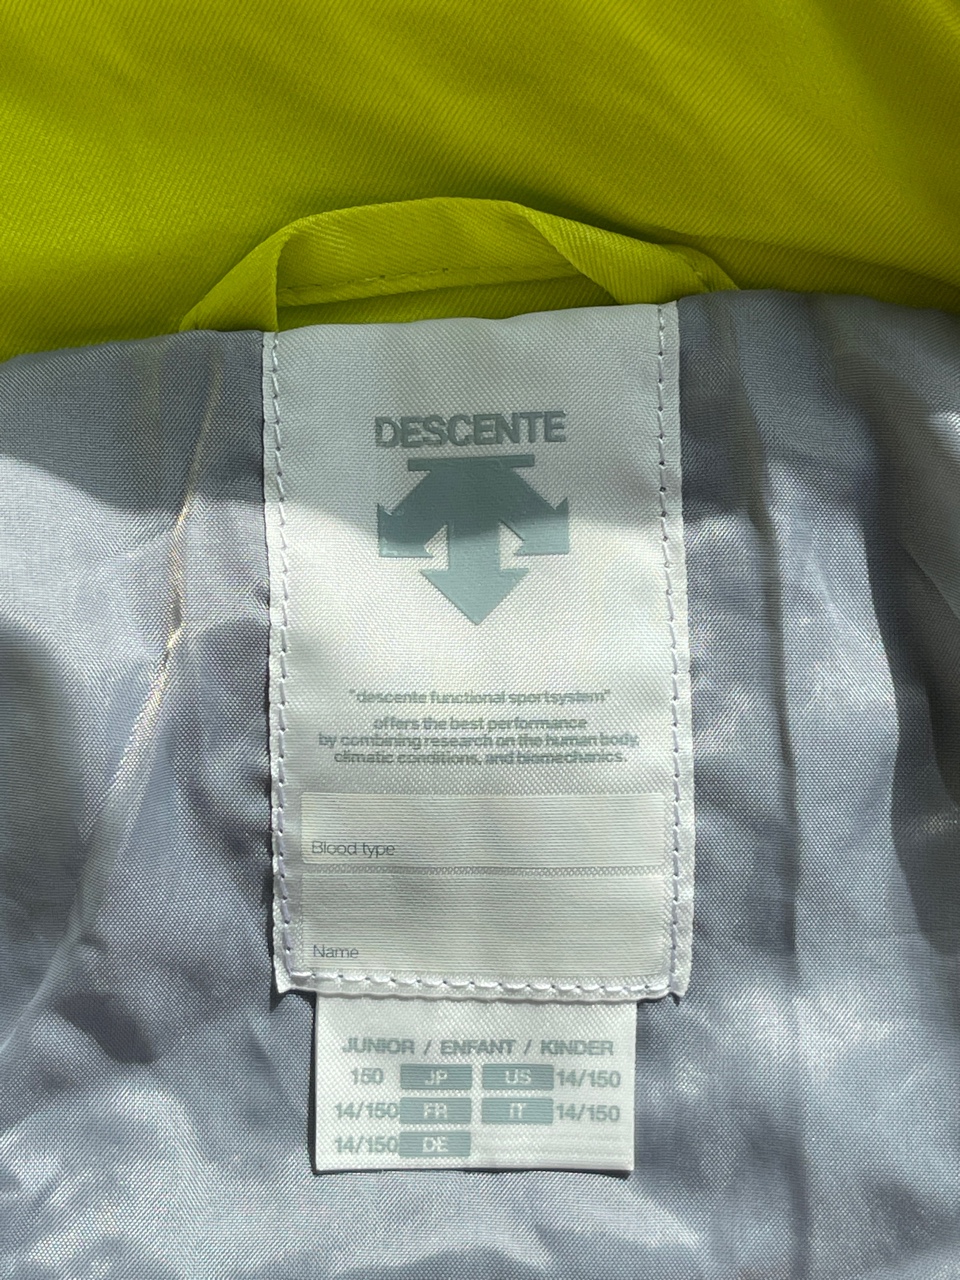 DESCENTE
"descente functional sportsystem"
offers the best performance
by combining research on the human body,
climatic conditions, and biomechanics.
Blood type
Name
JUNIOR / ENFANT / KINDER
150 JP US 14/150
14/150 FR IT 14/150
14/150 DE